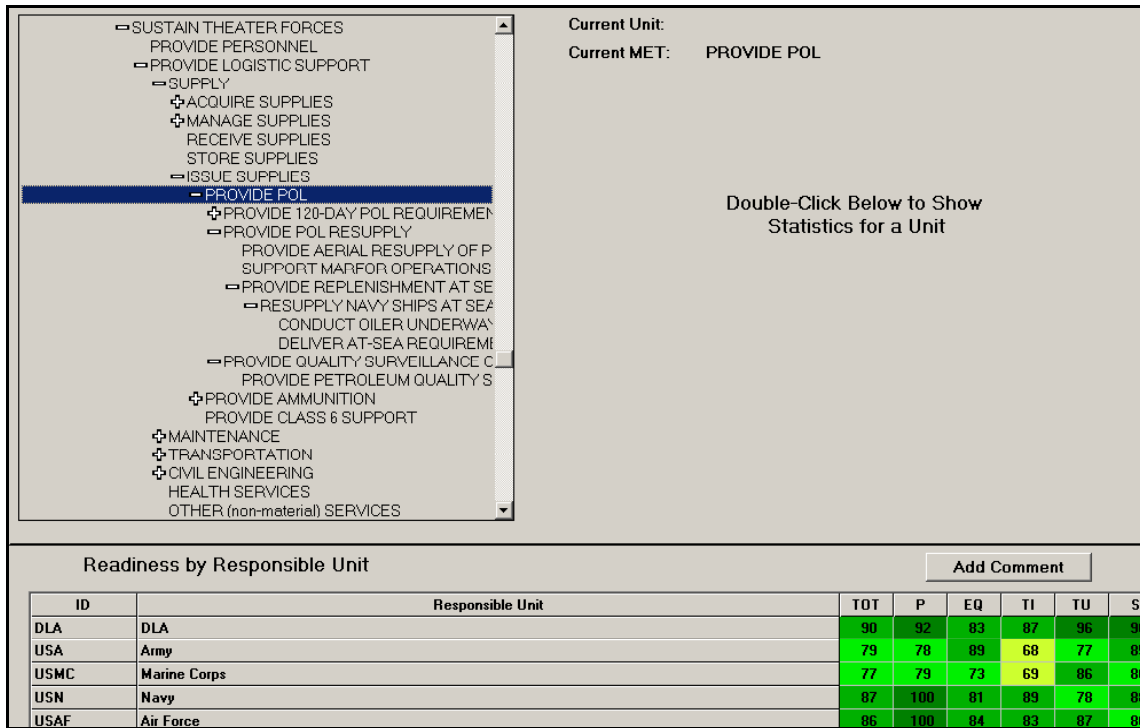 SUSTAIN THEATER FORCES
PROVIDE PERSONNEL
PROVIDE LOGISTIC SUPPORT
SUPPLY
ACQUIRE SUPPLIES
MANAGE SUPPLIES
RECEIVE SUPPLIES
STORE SUPPLIES
ISSUE SUPPLIES
PROVIDE POL
PROVIDE 120-DAY POL REQUIREMEN
PROVIDE POL RESUPPLY
PROVIDE AERIAL RESUPPLY OF P
SUPPORT MARFOR OPERATIONS
PROVIDE REPLENISHMENT AT SE
RESUPPLY NAVY SHIPS AT SEA
CONDUCT OILER UNDERWAY
DELIVER AT-SEA REQUIREME
PROVIDE QUALITY SURVEILLANCE O
PROVIDE PETROLEUM QUALITY S
PROVIDE AMMUNITION
PROVIDE CLASS 6 SUPPORT
MAINTENANCE
TRANSPORTATION
CIVIL ENGINEERING
HEALTH SERVICES
OTHER (non-material) SERVICES
Current Unit:
Current MET: PROVIDE POL
Double-Click Below to Show
Statistics for a Unit
Readiness by Responsible Unit
Add Comment
ID Responsible Unit TOT P EQ TI TU S
DLA DLA 90 92 83 87 96
USA Army 79 78 89 68 77
USMC Marine Corps 77 79 73 69 86
USN Navy 87 100 81 89 78
USAF Air Force 86 100 84 83 87